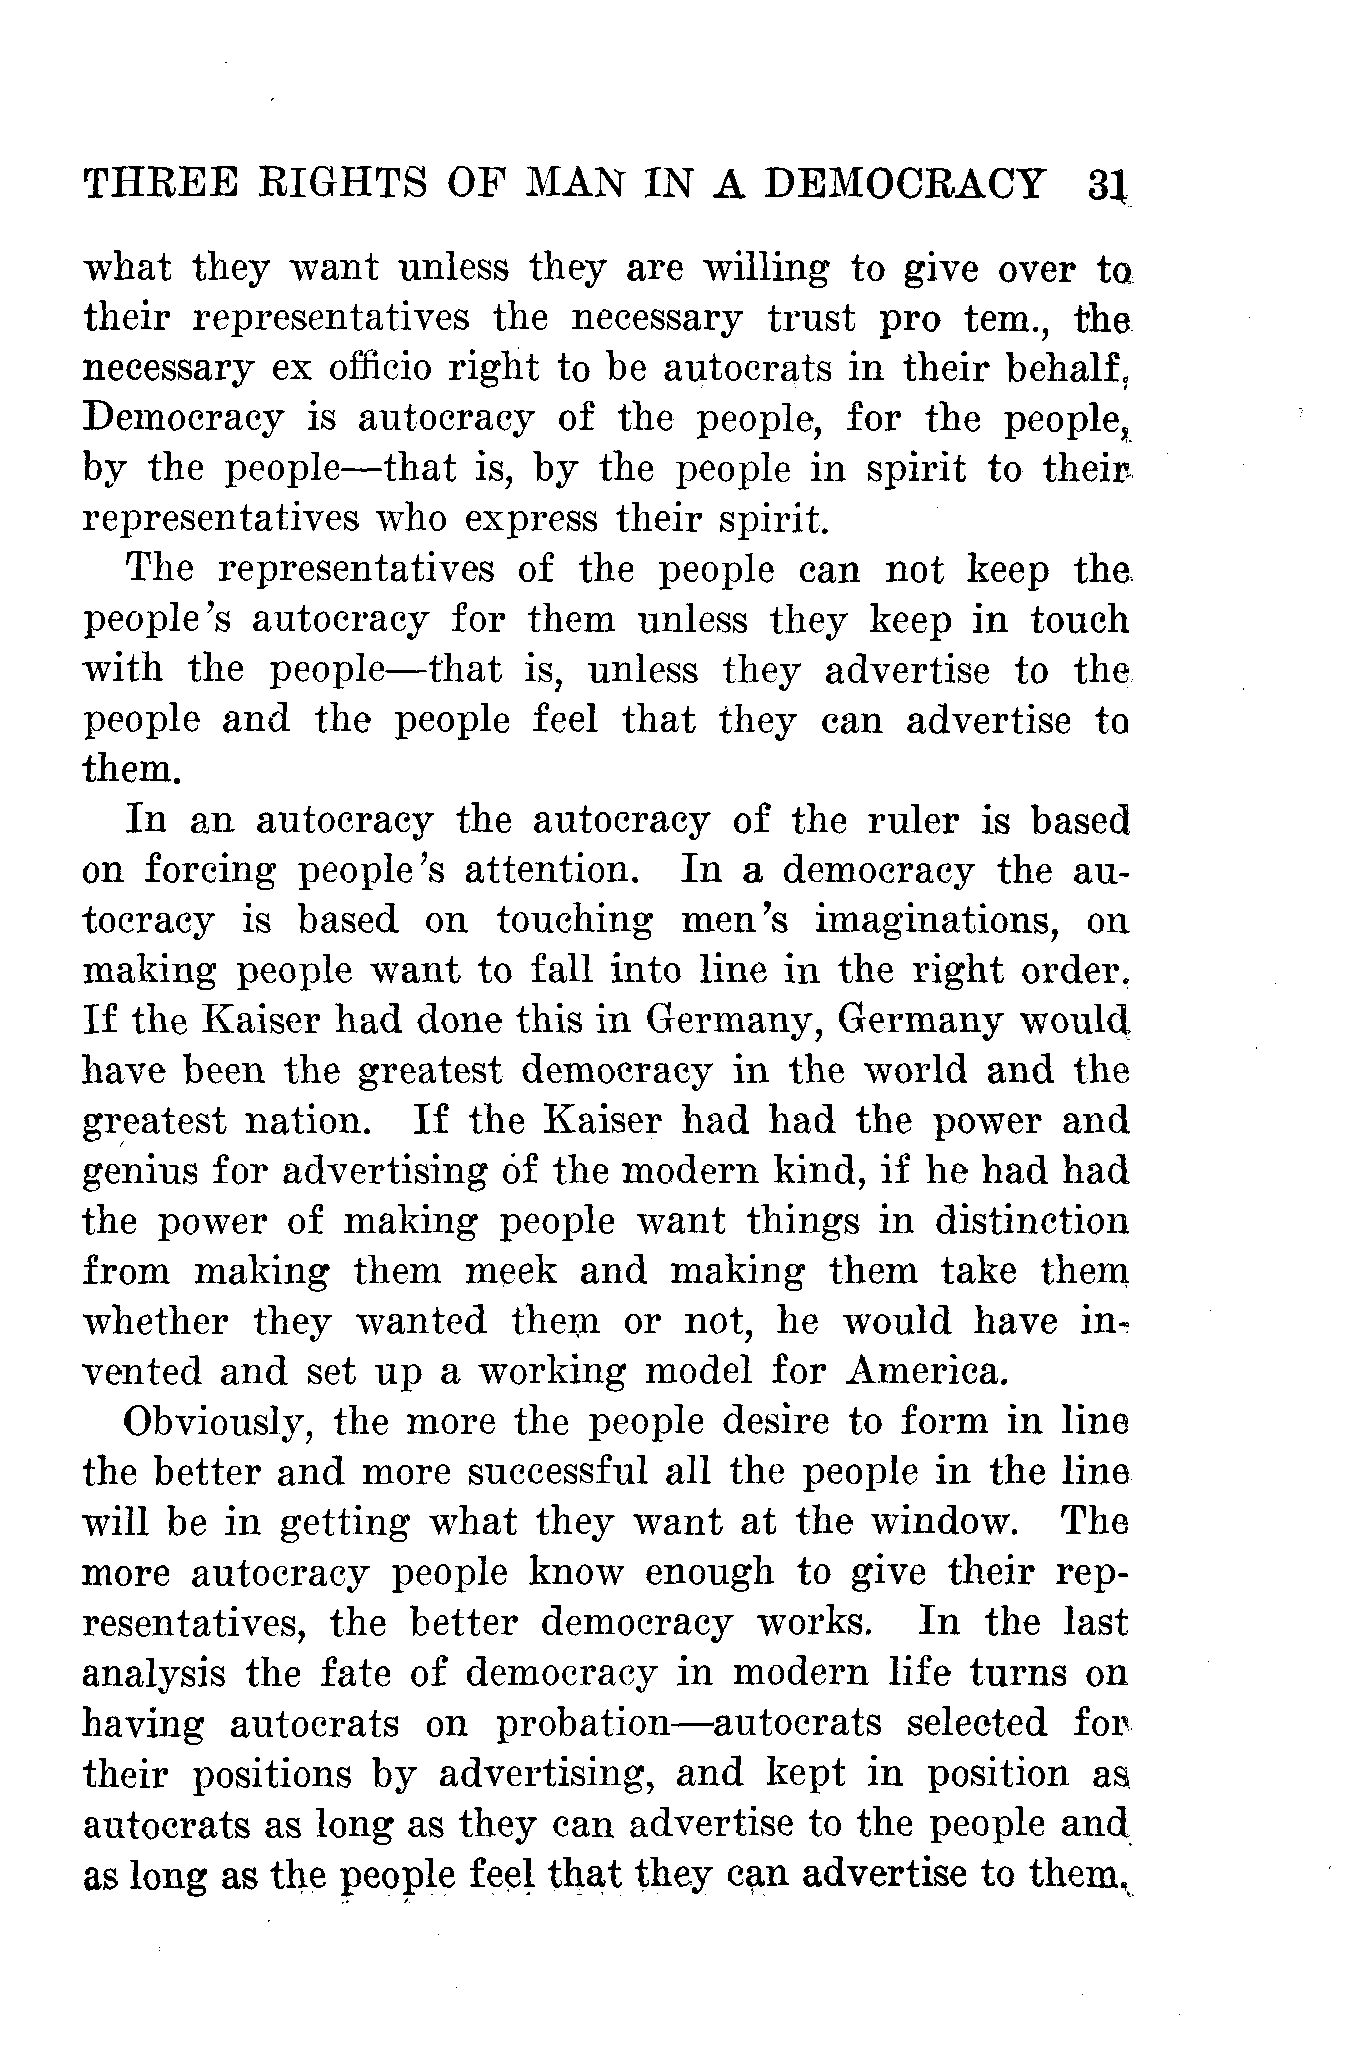 THREE RIGHTS OF MAN IN A DEMOCRACY 31
what they want unless they are willing to give over to
their representatives the necessary trust pro tem., the
necessary ex officio right to be autocrats in their behalf.
Democracy is autocracy of the people, for the people,
by the people—that is, by the people in spirit to their
representatives who express their spirit.
The representatives of the people can not keep the
people's autocracy for them unless they keep in touch
with the people—that is, unless they advertise to the
people and the people feel that they can advertise to
them.
In an autocracy the autocracy of the ruler is based
on forcing people's attention. In a democracy the au-
tocracy is based on touching men's imaginations, on
making people want to fall into line in the right order.
If the Kaiser had done this in Germany, Germany would
have been the greatest democracy in the world and the
greatest nation. If the Kaiser had had the power and
genius for advertising of the modern kind, if he had had
the power of making people want things in distinction
from making them meek and making them take them
whether they wanted them or not, he would have in-
vented and set up a working model for America.
Obviously, the more the people desire to form in line
the better and more successful all the people in the line
will be in getting what they want at the window. The
more autocracy people know enough to give their rep-
resentatives, the better democracy works. In the last
analysis the fate of democracy in modern life turns on
having autocrats on probation—autocrats selected for
their positions by advertising, and kept in position as
autocrats as long as they can advertise to the people and
as long as the people feel that they can advertise to them.